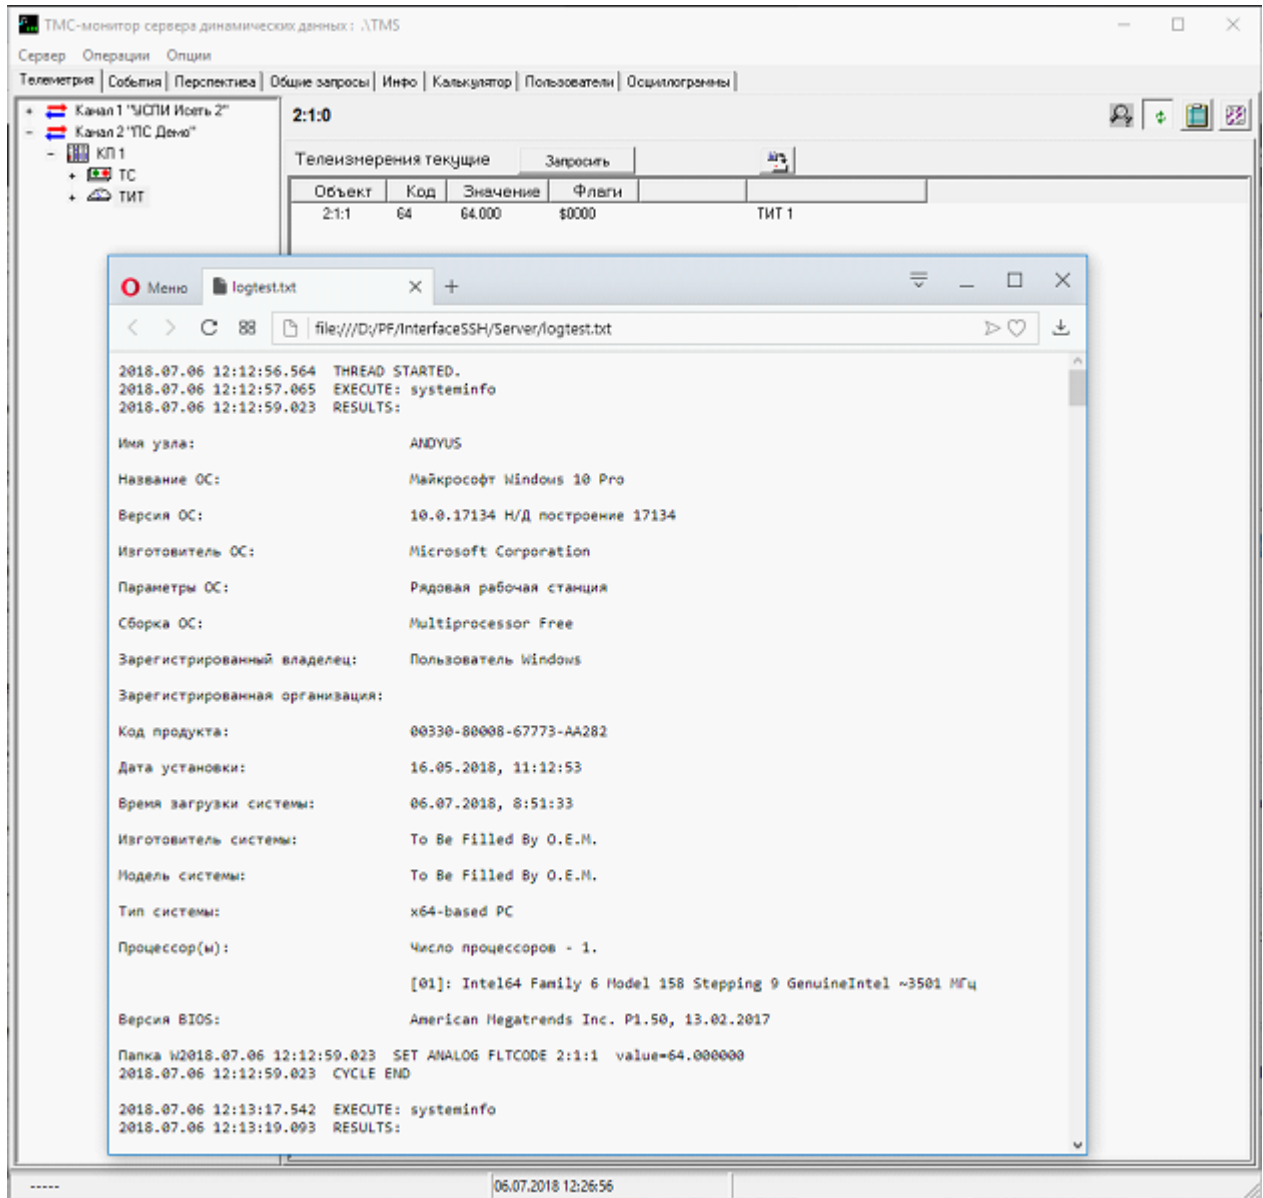 ТМС-монитор сервера динамических данных : .\TMS
Сервер Операции Опции
Телеметрия События Перспектива Общие запросы Инфо Калькулятор Пользователи Осциллограммы
+ Канал 1 "УСПИ Исеть 2"
2:1:0
- Канал 2 "ПС Демо"
- КП 1
Телеизмерения текущие Запросить
+ ТС
+ ТИТ
Объект Код Значение Флаги
2:1:1 64 64.000 $0000 ТИТ 1
Меню logtest.txt
file:///D:/PF/InterfaceSSH/Server/logtest.txt
2018.07.06 12:12:56.564 THREAD STARTED.
2018.07.06 12:12:57.065 EXECUTE: systeminfo
2018.07.06 12:12:59.023 RESULTS:
Имя узла: ANDYUS
Название ОС: Майкрософт Windows 10 Pro
Версия ОС: 10.0.17134 Н/Д построение 17134
Изготовитель ОС: Microsoft Corporation
Параметры ОС: Рядовая рабочая станция
Сборка ОС: Multiprocessor Free
Зарегистрированный владелец: Пользователь Windows
Зарегистрированная организация:
Код продукта: 00330-80008-67773-AA282
Дата установки: 16.05.2018, 11:12:53
Время загрузки системы: 06.07.2018, 8:51:33
Изготовитель системы: To Be Filled By O.E.M.
Модель системы: To Be Filled By O.E.M.
Тип системы: x64-based PC
Процессор(ы): Число процессоров - 1.
[01]: Intel64 Family 6 Model 158 Stepping 9 GenuineIntel ~3501 МГц
Версия BIOS: American Megatrends Inc. P1.50, 13.02.2017
Папка W2018.07.06 12:12:59.023 SET ANALOG FLTCODE 2:1:1 value=64.000000
2018.07.06 12:12:59.023 CYCLE END
2018.07.06 12:13:17.542 EXECUTE: systeminfo
2018.07.06 12:13:19.093 RESULTS:
----- 06.07.2018 12:26:56